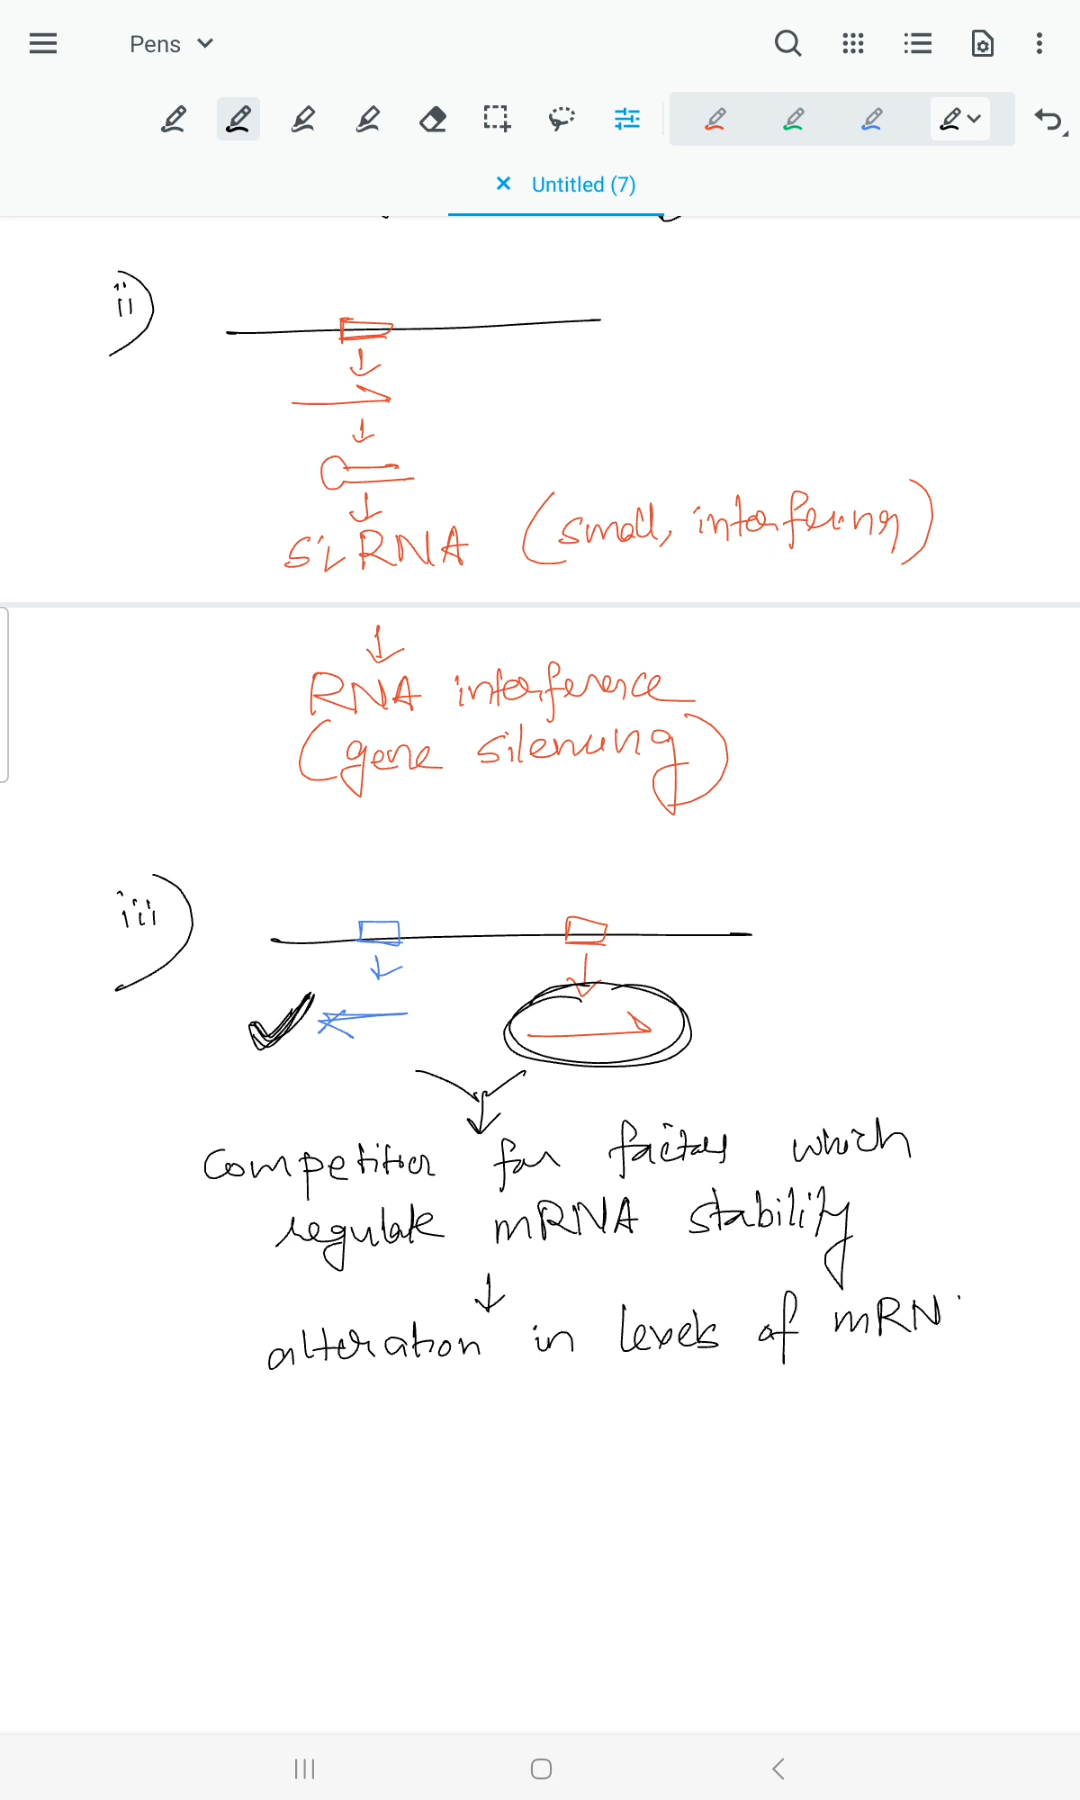 Pens
Untitled (7)
ii)
siRNA (small, interfering)
RNA interference
(gene silencing)
iii)
competition for factors which
regulate mRNA stability
alteration in levels of mRN